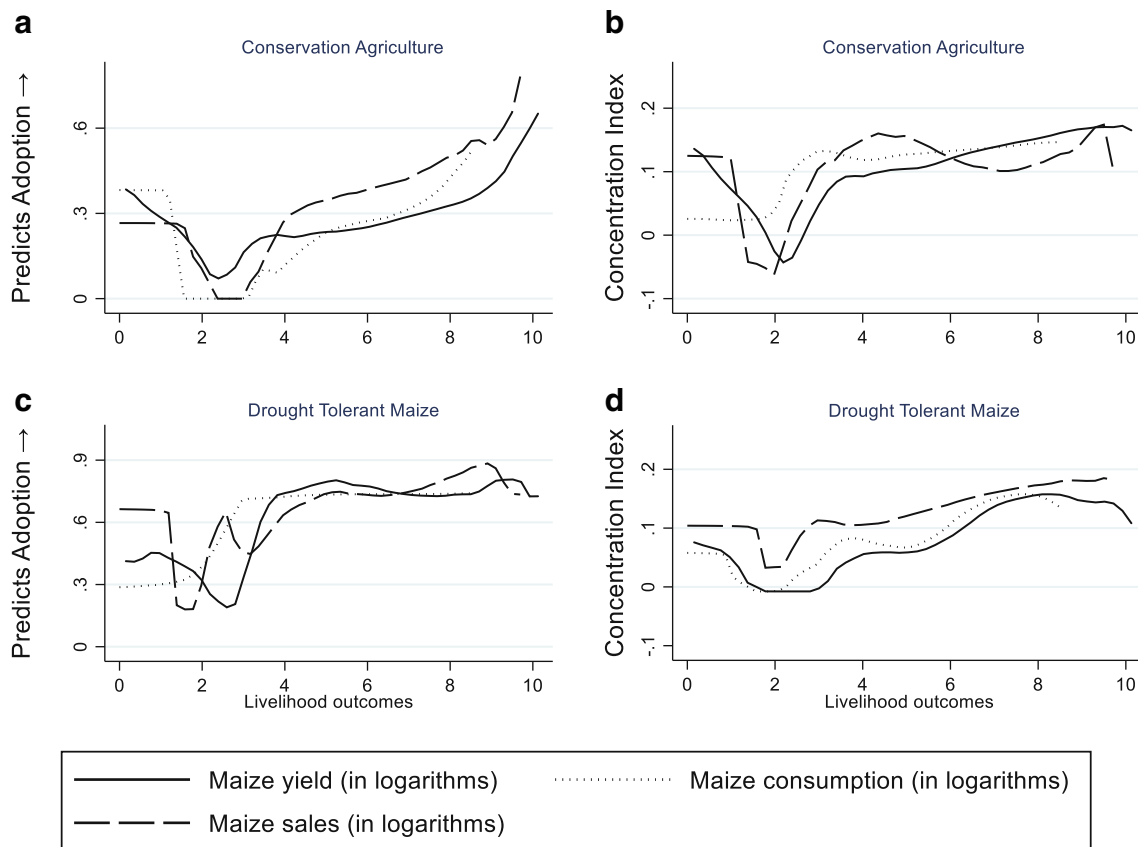 a
Conservation Agriculture
Predicts Adoption →
.6
.3
0
0 2 4 6 8 10
b
Conservation Agriculture
Concentration Index
.2
.1
0
-.1
0 2 4 6 8 10
c
Drought Tolerant Maize
Predicts Adoption →
.9
.6
.3
0
0 2 4 6 8 10
Livelihood outcomes
d
Drought Tolerant Maize
Concentration Index
.2
.1
0
-.1
0 2 4 6 8 10
Livelihood outcomes
Maize yield (in logarithms) Maize consumption (in logarithms)
Maize sales (in logarithms)